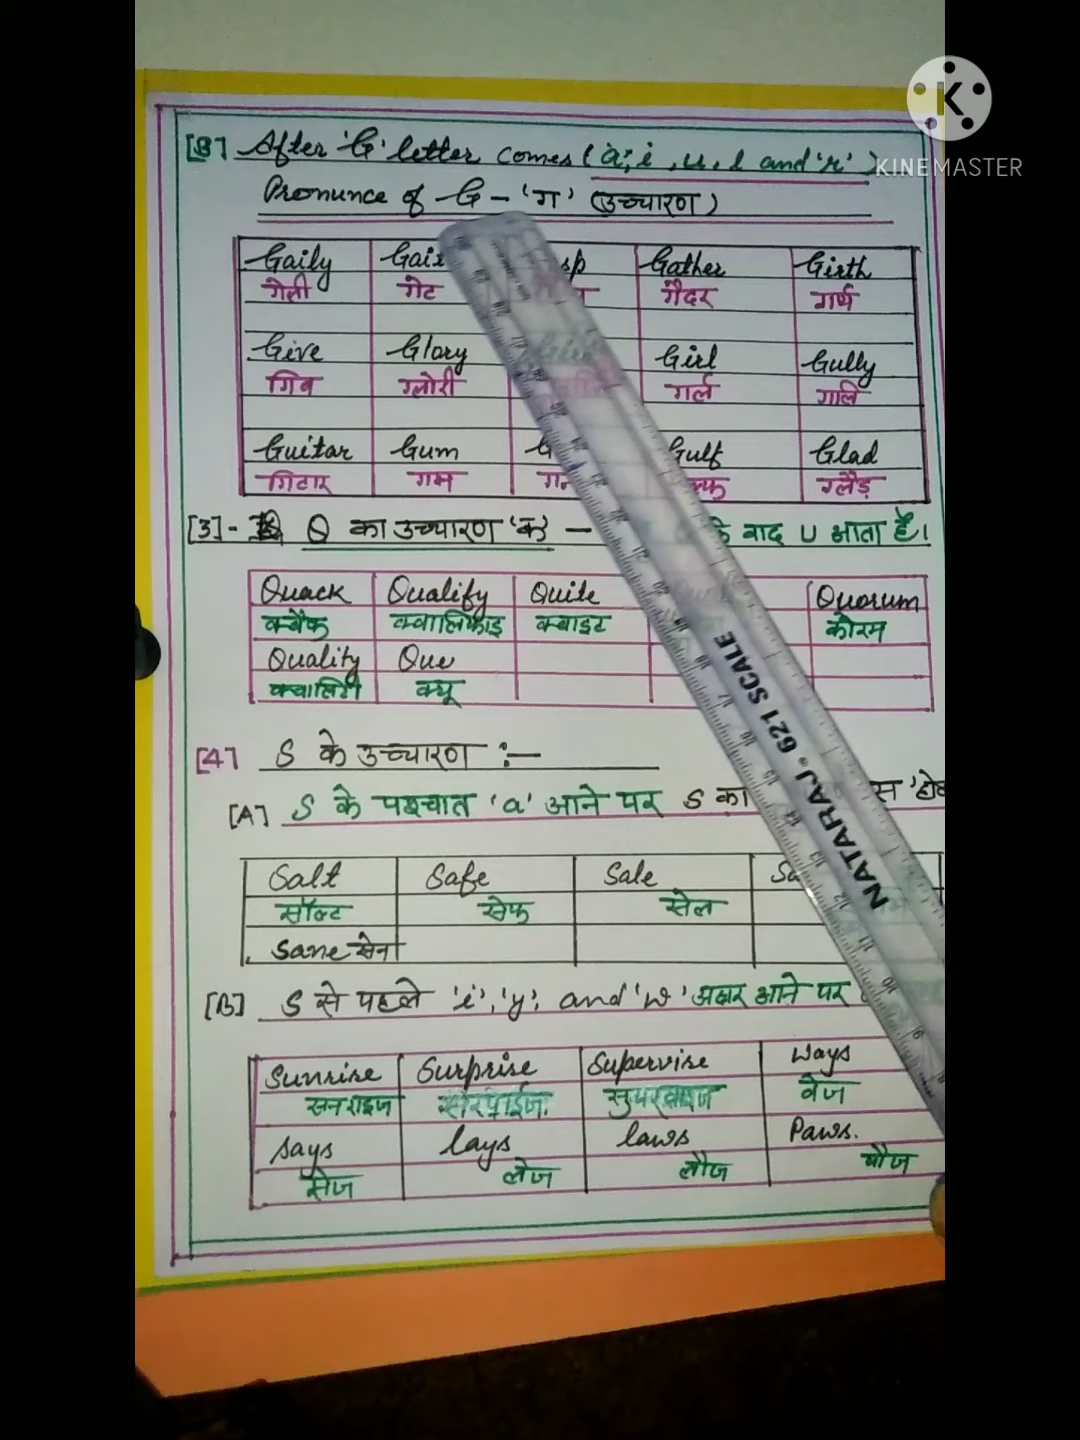 KINEMASTER
[B] After 'G' letter comes ('a', i, u, l and 'r')
Pronunce of G - 'ग' (उच्चारण)
Gaily Gather Girth
गेली गेट गैदर गर्थ
Give Glory Girl Gully
गिव ग्लोरी गर्ल गलि
Guitar Gum Gulf Glad
गिटार गम ग्लैड
[3] - Q का उच्चारण 'क' - के बाद U आता है।
Quack Qualify Quite Quorum
क्वैक क्वालिफाइ क्वाइट कोरम
Quality Que
क्वालिटी क्यू
[4] S के उच्चारण :-
[A] S के पश्चात 'a' आने पर S का स' होता
Salt Safe Sale
सॉल्ट सेफ सेल
Sane सेन
[B] S से पहले 'i', 'y', and 'w' अक्षर आने पर
Sunrise Surprise Supervise Ways
सनराइज सरप्राईज सुपरवाइज वेज
Says lays laws Paws.
सेज लेज लौज पौज
NATARAJ. 621 SCALE